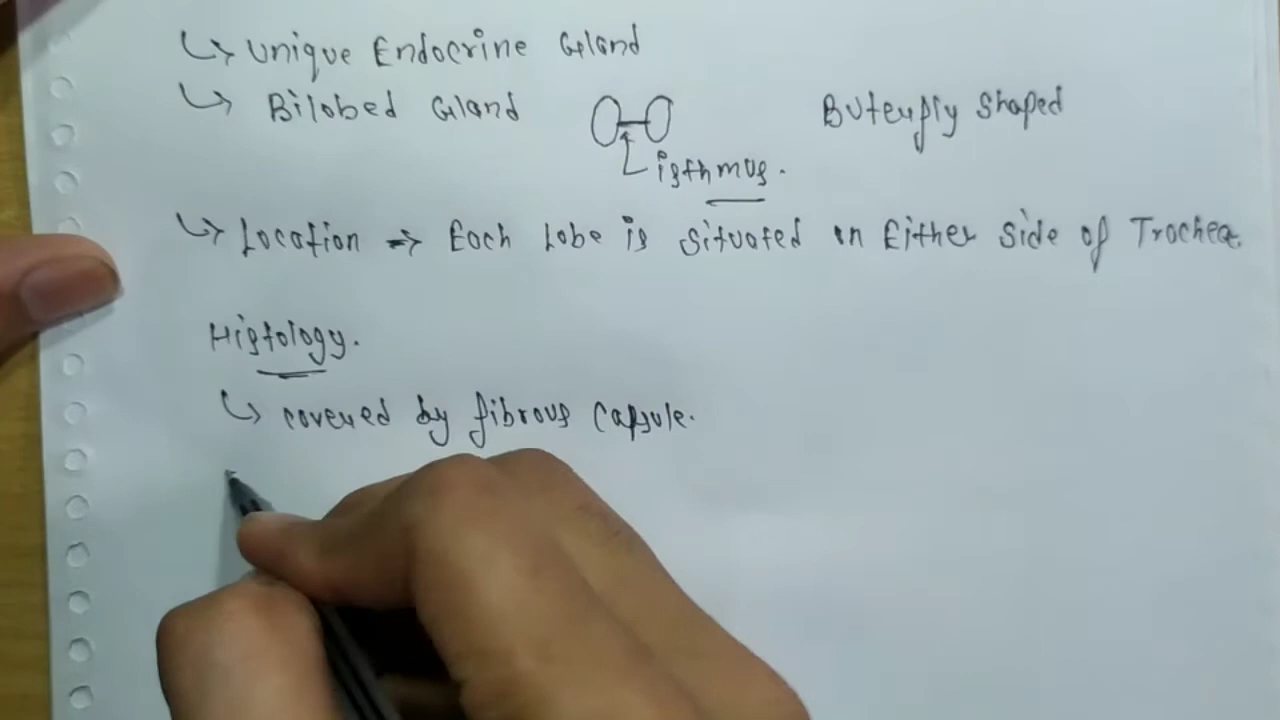 ↳ Unique Endocrine Gland
↳ Bilobed Gland Buterfly Shaped
isthmus.
↳ Location ⇒ Each Lobe is Situated on Either Side of Trachea.
Histology.
↳ covered by fibrous Capsule.